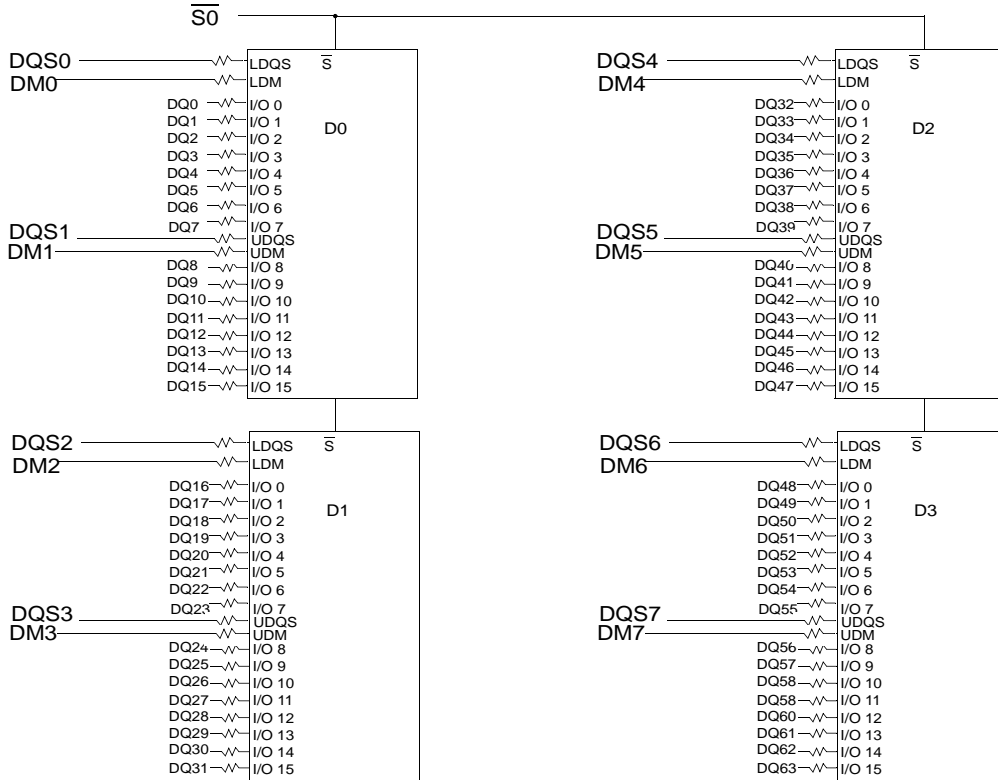 S0
DQS0 LDQS S
DM0 LDM
DQ0 I/O 0
DQ1 I/O 1
D0
DQ2 I/O 2
DQ3 I/O 3
DQ4 I/O 4
DQ5 I/O 5
DQ6 I/O 6
DQ7 I/O 7
DQS1 UDQS
DM1 UDM
DQ8 I/O 8
DQ9 I/O 9
DQ10 I/O 10
DQ11 I/O 11
DQ12 I/O 12
DQ13 I/O 13
DQ14 I/O 14
DQ15 I/O 15
DQS2 LDQS S
DM2 LDM
DQ16 I/O 0
DQ17 I/O 1
D1
DQ18 I/O 2
DQ19 I/O 3
DQ20 I/O 4
DQ21 I/O 5
DQ22 I/O 6
DQ23 I/O 7
DQS3 UDQS
DM3 UDM
DQ24 I/O 8
DQ25 I/O 9
DQ26 I/O 10
DQ27 I/O 11
DQ28 I/O 12
DQ29 I/O 13
DQ30 I/O 14
DQ31 I/O 15
DQS4 LDQS S
DM4 LDM
DQ32 I/O 0
DQ33 I/O 1
D2
DQ34 I/O 2
DQ35 I/O 3
DQ36 I/O 4
DQ37 I/O 5
DQ38 I/O 6
DQ39 I/O 7
DQS5 UDQS
DM5 UDM
DQ40 I/O 8
DQ41 I/O 9
DQ42 I/O 10
DQ43 I/O 11
DQ44 I/O 12
DQ45 I/O 13
DQ46 I/O 14
DQ47 I/O 15
DQS6 LDQS S
DM6 LDM
DQ48 I/O 0
DQ49 I/O 1
D3
DQ50 I/O 2
DQ51 I/O 3
DQ52 I/O 4
DQ53 I/O 5
DQ54 I/O 6
DQ55 I/O 7
DQS7 UDQS
DM7 UDM
DQ56 I/O 8
DQ57 I/O 9
DQ58 I/O 10
DQ58 I/O 11
DQ60 I/O 12
DQ61 I/O 13
DQ62 I/O 14
DQ63 I/O 15